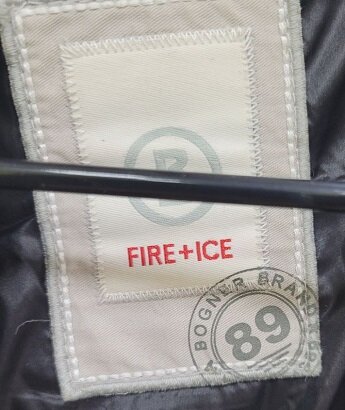 B
FIRE+ICE
A BOGNER BRAND
89